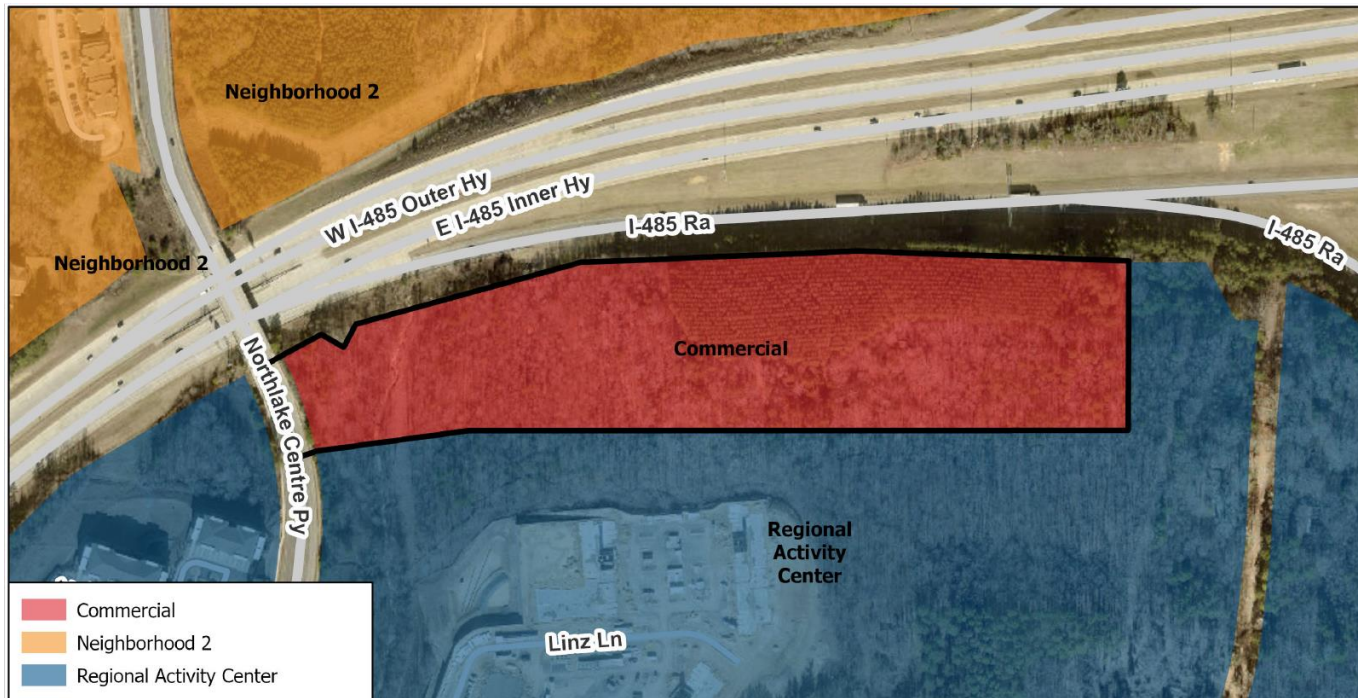 Neighborhood 2
W I-485 Outer Hy
E I-485 Inner Hy
I-485 Ra
I-485 Ra
Neighborhood 2
Commercial
Northlake Centre Py
Regional
Activity
Center
Linz Ln
Commercial
Neighborhood 2
Regional Activity Center